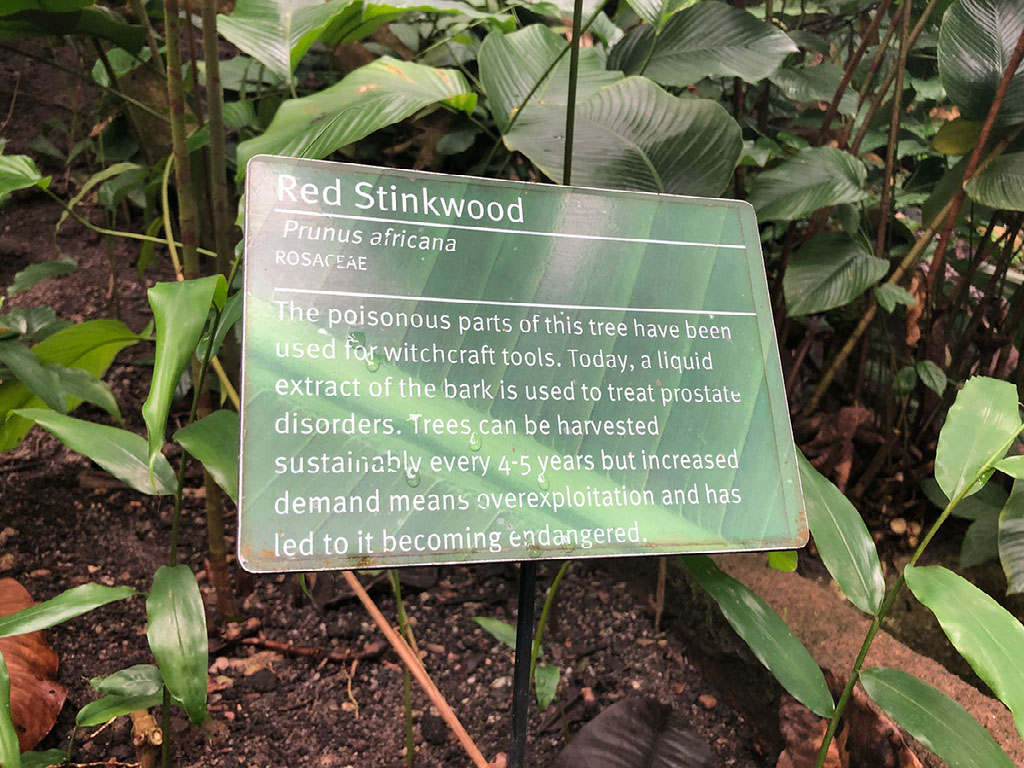 Red Stinkwood
Prunus africana
ROSACEAE
The poisonous parts of this tree have been
used for witchcraft tools. Today, a liquid
extract of the bark is used to treat prostate
disorders. Trees can be harvested
sustainably every 4-5 years but increased
demand means overexploitation and has
led to it becoming endangered.